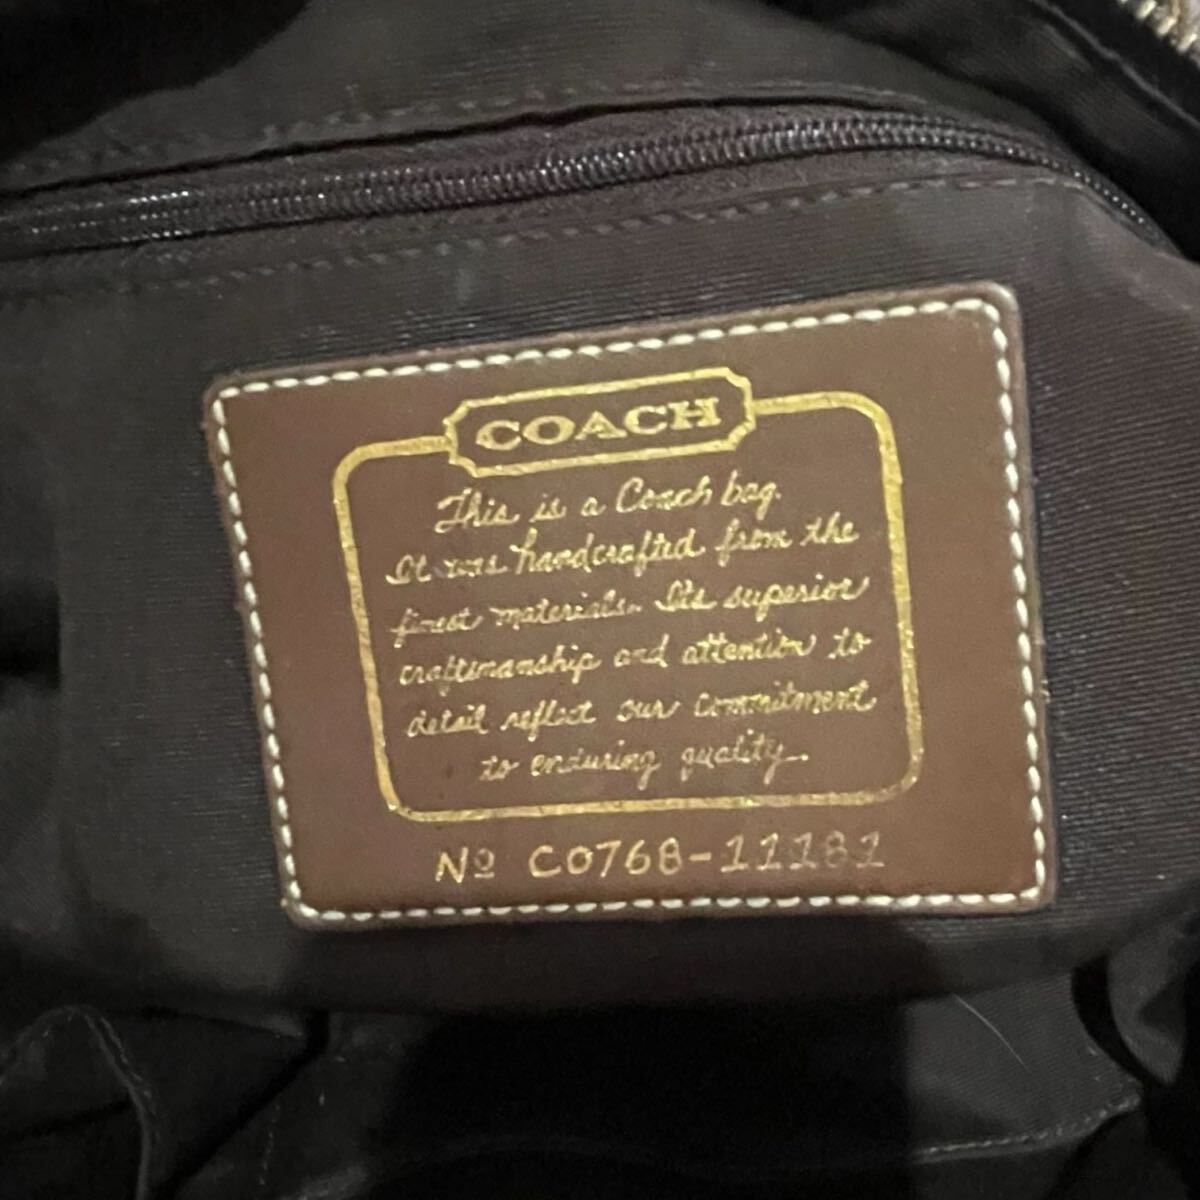 COACH
This is a Coach bag.
It was handcrafted from the
finest materials. Its superior
craftsmanship and attention to
detail reflect our commitment
to enduring quality.
Nº C0768-11181